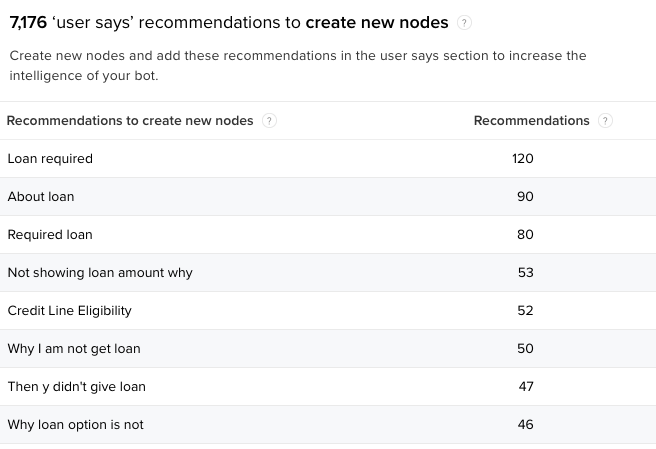 7,176 ‘user says’ recommendations to create new nodes ?
Create new nodes and add these recommendations in the user says section to increase the
intelligence of your bot.
Recommendations to create new nodes ? Recommendations ?
Loan required 120
About loan 90
Required loan 80
Not showing loan amount why 53
Credit Line Eligibility 52
Why I am not get loan 50
Then y didn't give loan 47
Why loan option is not 46